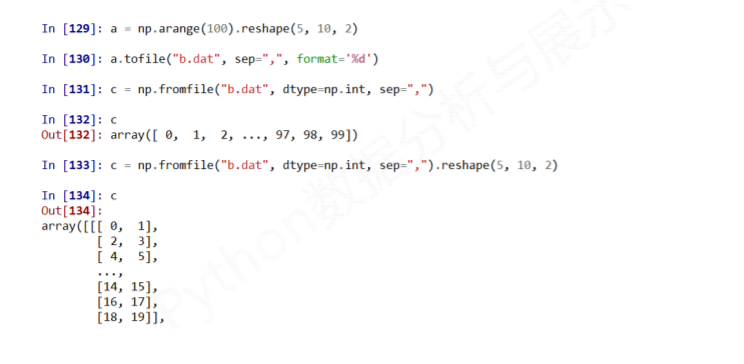 In [129]: a = np.arange(100).reshape(5, 10, 2)
In [130]: a.tofile("b.dat", sep=",", format='%d')
In [131]: c = np.fromfile("b.dat", dtype=np.int, sep=",")
In [132]: c
Out[132]: array([ 0,  1,  2, ..., 97, 98, 99])
In [133]: c = np.fromfile("b.dat", dtype=np.int, sep=",").reshape(5, 10, 2)
In [134]: c
Out[134]:
array([[[ 0,  1],
        [ 2,  3],
        [ 4,  5],
        ...,
        [14, 15],
        [16, 17],
        [18, 19]],
Python数据分析与展示